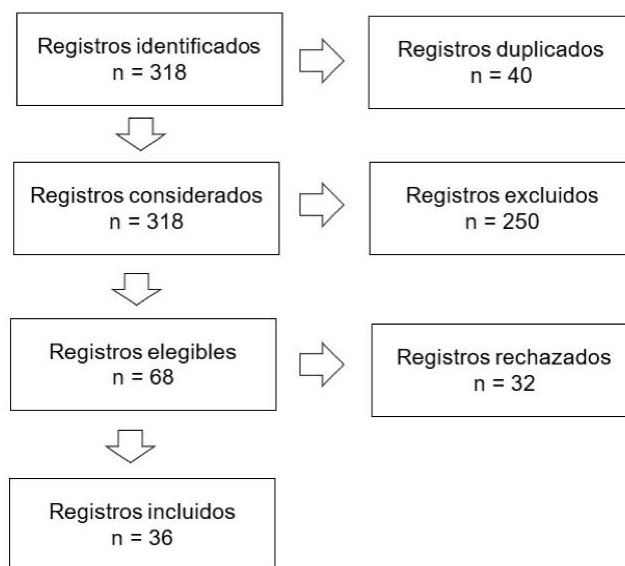 Registros identificados
n = 318
Registros duplicados
n = 40
Registros considerados
n = 318
Registros excluidos
n = 250
Registros elegibles
n = 68
Registros rechazados
n = 32
Registros incluidos
n = 36